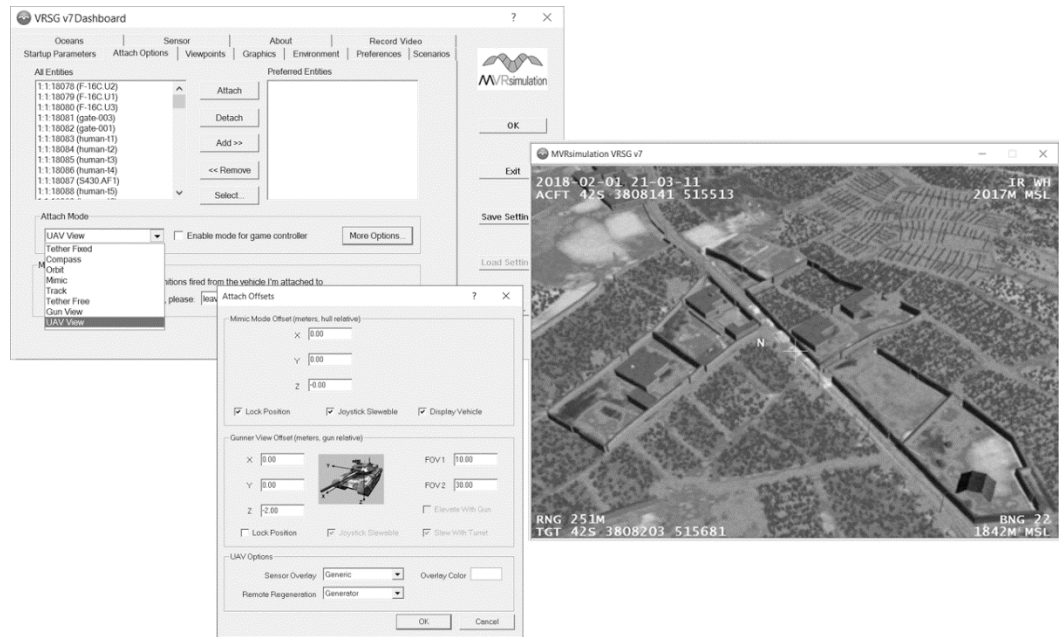 VRSG v7 Dashboard
Oceans Sensor About Record Video
Startup Parameters Attach Options Viewpoints Graphics Environment Preferences Scenarios
All Entities Preferred Entities
1:1:18078 (F-16C.U2)
1:1:18079 (F-16C.U1)
1:1:18080 (F-16C.U3)
1:1:18081 (gate-003)
1:1:18082 (gate-001)
1:1:18083 (human-t1)
1:1:18084 (human-t2)
1:1:18085 (human-t3)
1:1:18086 (human-t4)
1:1:18087 (S430.AF1)
1:1:18088 (human-t5)
Attach
Detach
Add >>
<< Remove
Select...
MVRsimulation
OK
Exit
Save Settin
Load Settin
Attach Mode
UAV View Enable mode for game controller More Options...
Tether Fixed
Compass
Orbit
Mimic
Track
Tether Free
Gun View
UAV View
M
nitions fired from the vehicle I'm attached to
, please: leav
Attach Offsets
Mimic Mode Offset (meters, hull relative)
X 0.00
Y 0.00
Z -0.00
Lock Position Joystick Slewable Display Vehicle
Gunner View Offset (meters, gun relative)
X 0.00 FOV 1 10.00
Y 0.00 FOV 2 30.00
Z -2.00 Elevate With Gun
Lock Position Joystick Slewable Slew With Turret
UAV Options
Sensor Overlay Generic Overlay Color
Remote Regeneration Generator
OK Cancel
MVRsimulation VRSG v7
2018-02-01 21-03-11 IR WH
ACFT 42S 3808141 515513 2017M MSL
N
RNG 251M BNG 22
TGT 42S 3808203 515681 1842M MSL